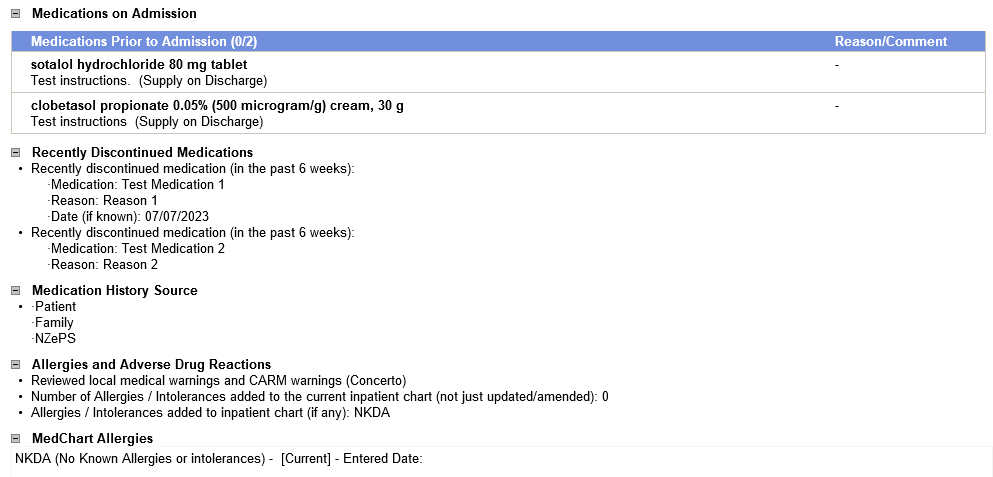 Medications on Admission
Medications Prior to Admission (0/2) Reason/Comment
sotalol hydrochloride 80 mg tablet -
Test instructions.  (Supply on Discharge)
clobetasol propionate 0.05% (500 microgram/g) cream, 30 g -
Test instructions  (Supply on Discharge)
Recently Discontinued Medications
• Recently discontinued medication (in the past 6 weeks):
·Medication: Test Medication 1
·Reason: Reason 1
·Date (if known): 07/07/2023
• Recently discontinued medication (in the past 6 weeks):
·Medication: Test Medication 2
·Reason: Reason 2
Medication History Source
• ·Patient
·Family
·NZePS
Allergies and Adverse Drug Reactions
• Reviewed local medical warnings and CARM warnings (Concerto)
• Number of Allergies / Intolerances added to the current inpatient chart (not just updated/amended): 0
• Allergies / Intolerances added to inpatient chart (if any): NKDA
MedChart Allergies
NKDA (No Known Allergies or intolerances) -  [Current] - Entered Date: